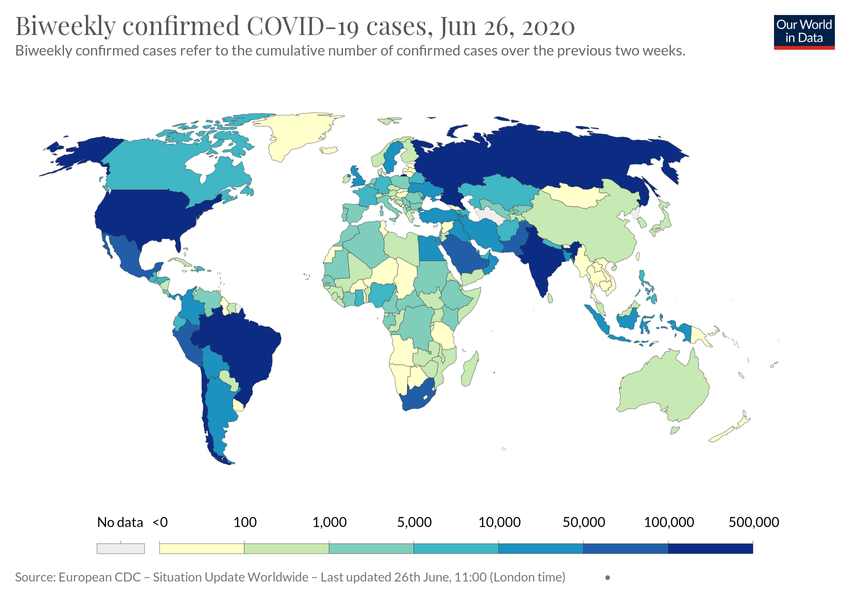 Biweekly confirmed COVID-19 cases, Jun 26, 2020
Biweekly confirmed cases refer to the cumulative number of confirmed cases over the previous two weeks.
Our World
in Data
No data <0 100 1,000 5,000 10,000 50,000 100,000 500,000
Source: European CDC – Situation Update Worldwide – Last updated 26th June, 11:00 (London time) •